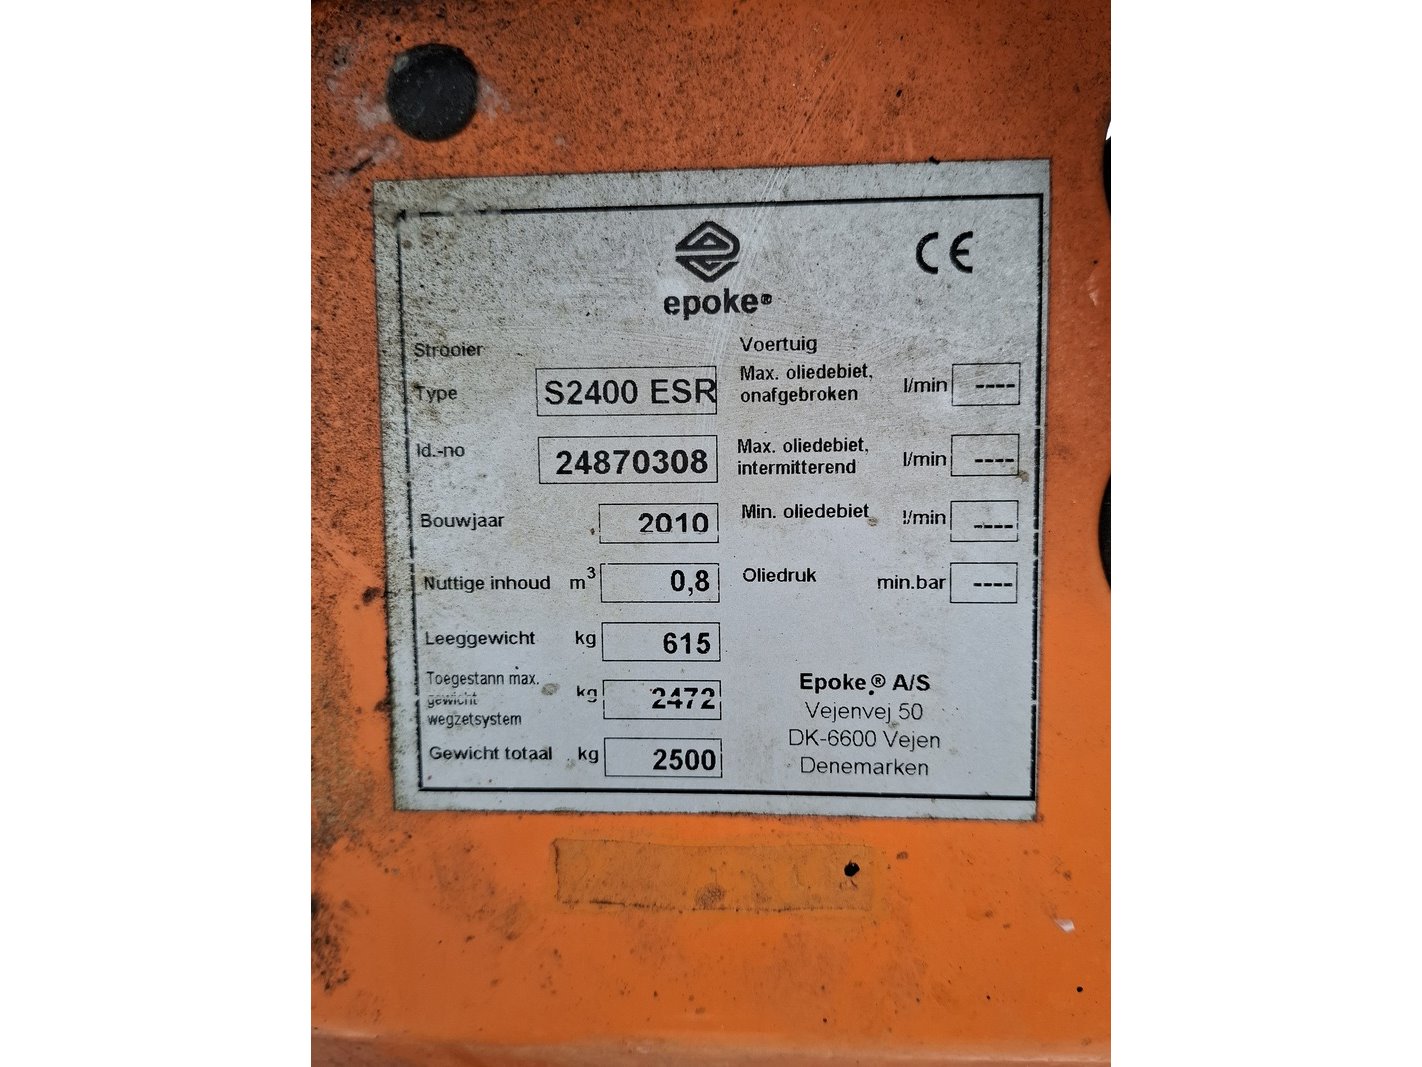 CE
epoke®
Strooier
Type S2400 ESR
Id.-no 24870308
Bouwjaar 2010
Nuttige inhoud m³ 0,8
Leeggewicht kg 615
Toegestann max.
gewicht kg 2472
wegzetsystem
Gewicht totaal kg 2500
Voertuig
Max. oliedebiet,
onafgebroken l/min ----
Max. oliedebiet,
intermitterend l/min ----
Min. oliedebiet l/min ----
Oliedruk min.bar ----
Epoke® A/S
Vejenvej 50
DK-6600 Vejen
Denemarken